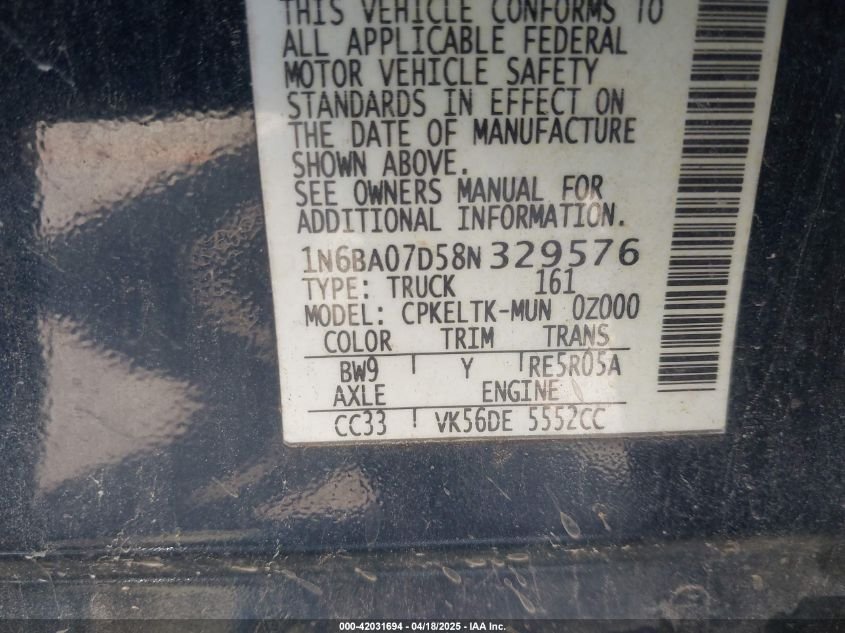 THIS VEHICLE CONFORMS TO
ALL APPLICABLE FEDERAL
MOTOR VEHICLE SAFETY
STANDARDS IN EFFECT ON
THE DATE OF MANUFACTURE
SHOWN ABOVE.
SEE OWNERS MANUAL FOR
ADDITIONAL INFORMATION.
1N6BA07D58N 329576
TYPE: TRUCK 161
MODEL: CPKELTK-MUN 0Z000
COLOR TRIM TRANS
BW9 Y RE5R05A
AXLE ENGINE
CC33 VK56DE 5552CC
000-42031694 / 04/18/2025 - IAA Inc.